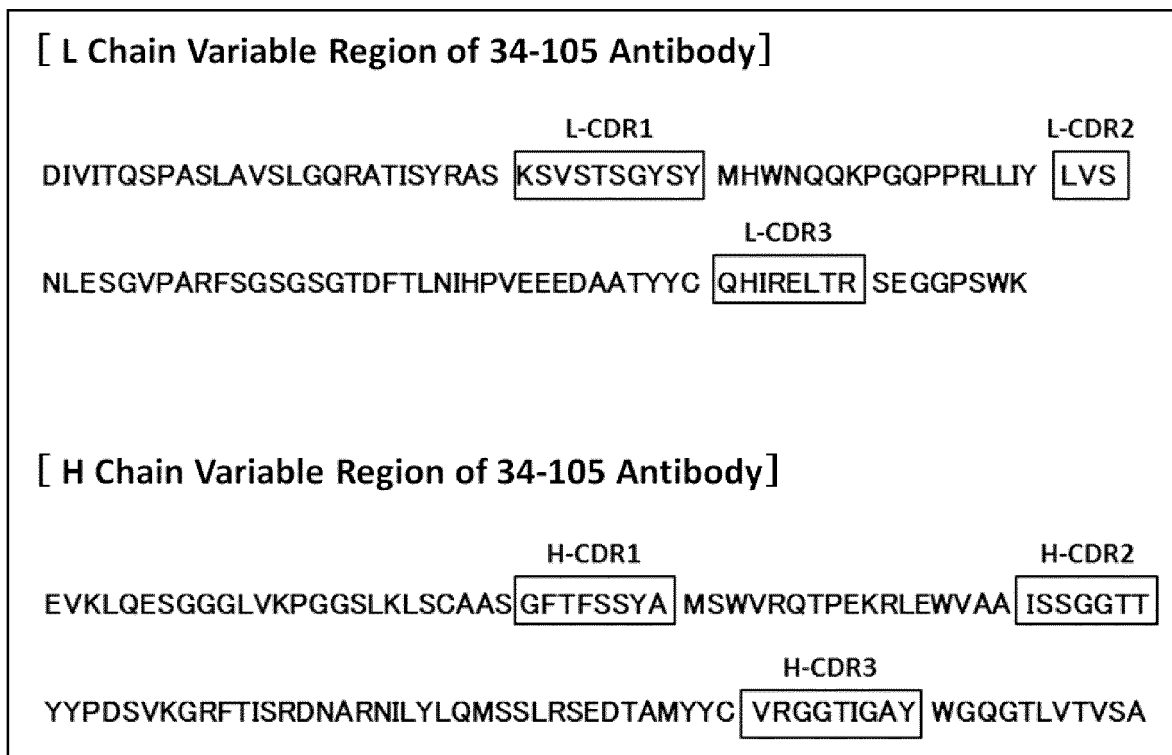 [ L Chain Variable Region of 34-105 Antibody]
L-CDR1 L-CDR2
DIVITQSPASLAVSLGQRATISYRAS KSVSTSGYSY MHWNQQKPGQPPRLLIY LVS
L-CDR3
NLESGVPARFSGSGSGTDFTLNIHPVEEEDAATYYC QHIRELTR SEGGPSWK
[ H Chain Variable Region of 34-105 Antibody]
H-CDR1 H-CDR2
EVKLQESGGGLVKPGGSLKLSCAAS GFTFSSYA MSWVRQTPEKRLEWVAA ISSGGTT
H-CDR3
YYPDSVKGRFTISRDNARNILYLQMSSLRSEDTAMYYC VRGGTIGAY WGQGTLVTVSA